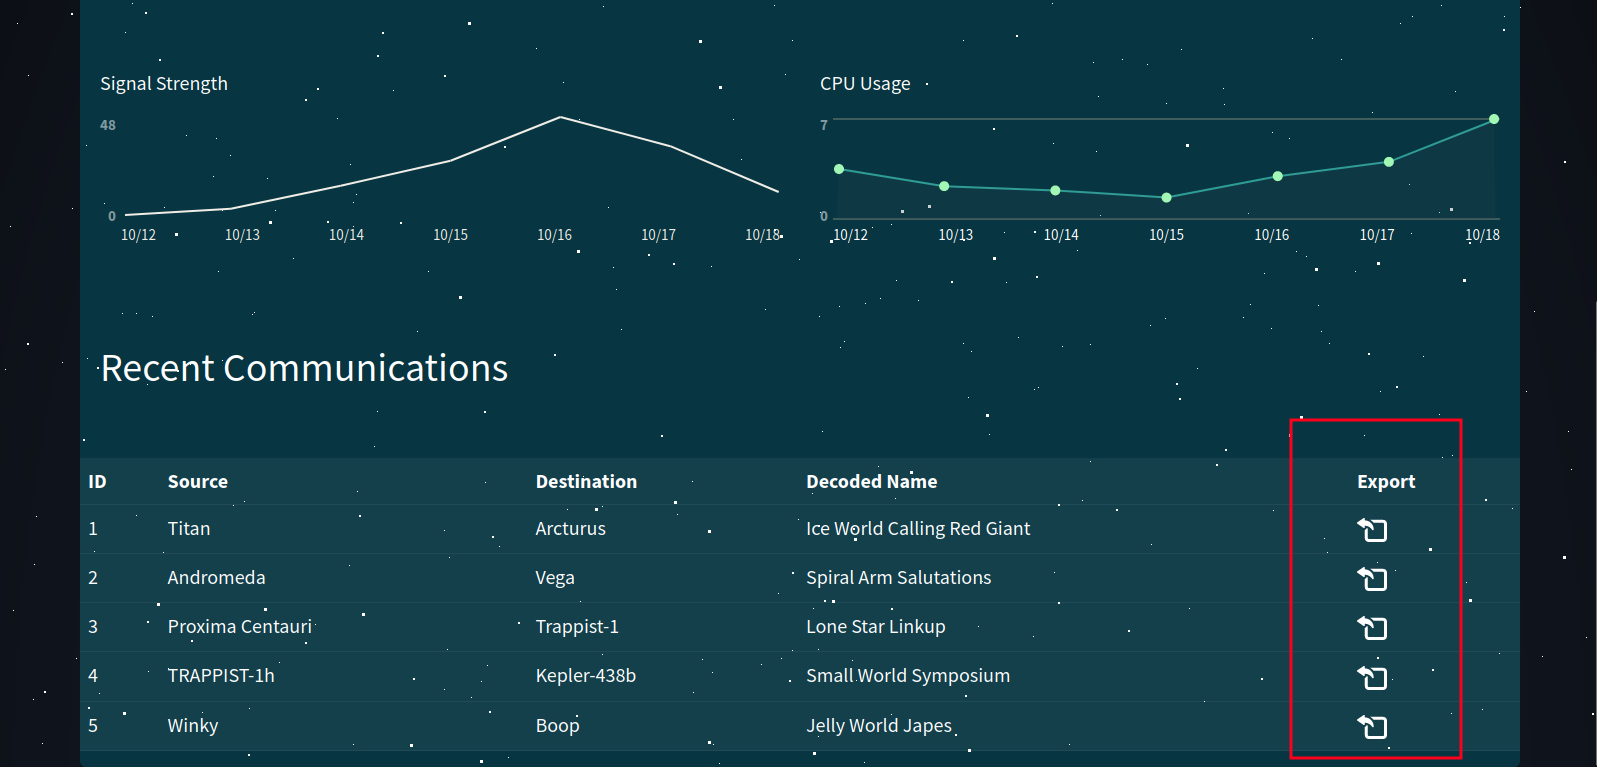 Signal Strength
48
0
10/12 10/13 10/14 10/15 10/16 10/17 10/18
CPU Usage
7
0
10/12 10/13 10/14 10/15 10/16 10/17 10/18
Recent Communications
ID Source Destination Decoded Name Export
1 Titan Arcturus Ice World Calling Red Giant
2 Andromeda Vega Spiral Arm Salutations
3 Proxima Centauri Trappist-1 Lone Star Linkup
4 TRAPPIST-1h Kepler-438b Small World Symposium
5 Winky Boop Jelly World Japes